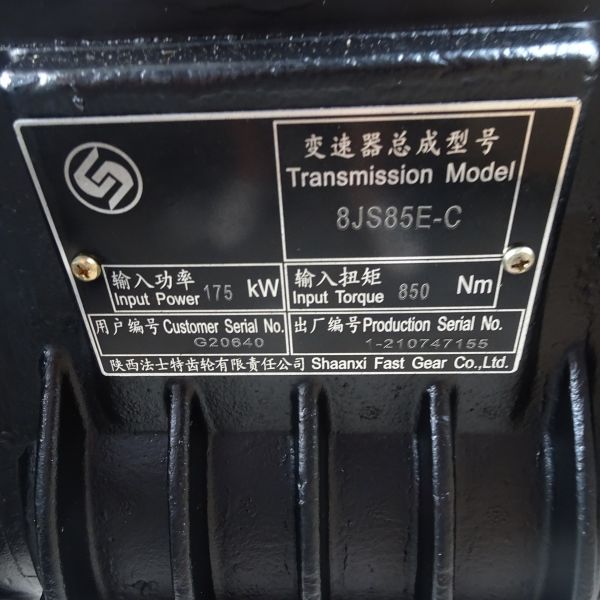 变速器总成型号
Transmission Model
8JS85E-C
输入功率
Input Power 175 kW
输入扭矩
Input Torque 850 Nm
用户编号 Customer Serial No.
G20640
出厂编号 Production Serial No.
1-210747155
陕西法士特齿轮有限责任公司 Shaanxi Fast Gear Co.,Ltd.